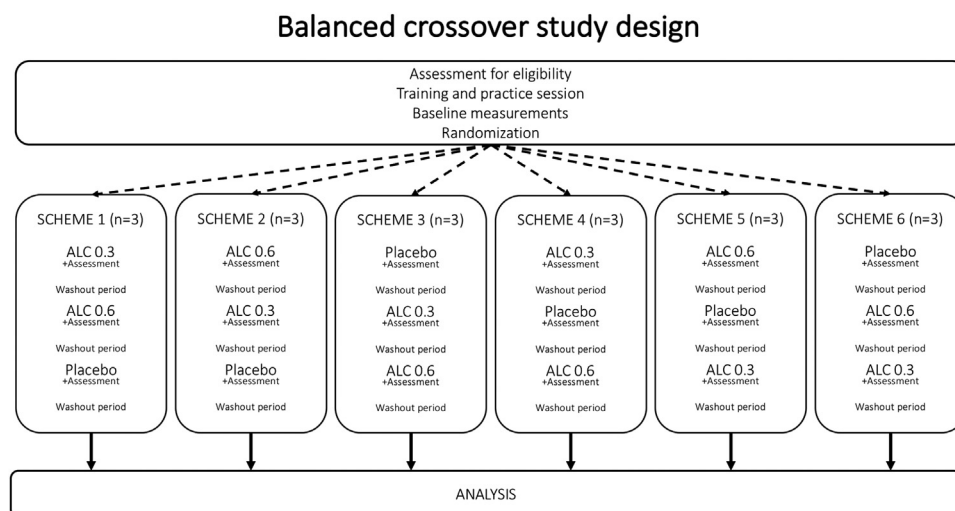 Balanced crossover study design
Assessment for eligibility
Training and practice session
Baseline measurements
Randomization
SCHEME 1 (n=3)
ALC 0.3
+Assessment
Washout period
ALC 0.6
+Assessment
Washout period
Placebo
+Assessment
Washout period
SCHEME 2 (n=3)
ALC 0.6
+Assessment
Washout period
ALC 0.3
+Assessment
Washout period
Placebo
+Assessment
Washout period
SCHEME 3 (n=3)
Placebo
+Assessment
Washout period
ALC 0.3
+Assessment
Washout period
ALC 0.6
+Assessment
Washout period
SCHEME 4 (n=3)
ALC 0.3
+Assessment
Washout period
Placebo
+Assessment
Washout period
ALC 0.6
+Assessment
Washout period
SCHEME 5 (n=3)
ALC 0.6
+Assessment
Washout period
Placebo
+Assessment
Washout period
ALC 0.3
+Assessment
Washout period
SCHEME 6 (n=3)
Placebo
+Assessment
Washout period
ALC 0.6
+Assessment
Washout period
ALC 0.3
+Assessment
Washout period
ANALYSIS